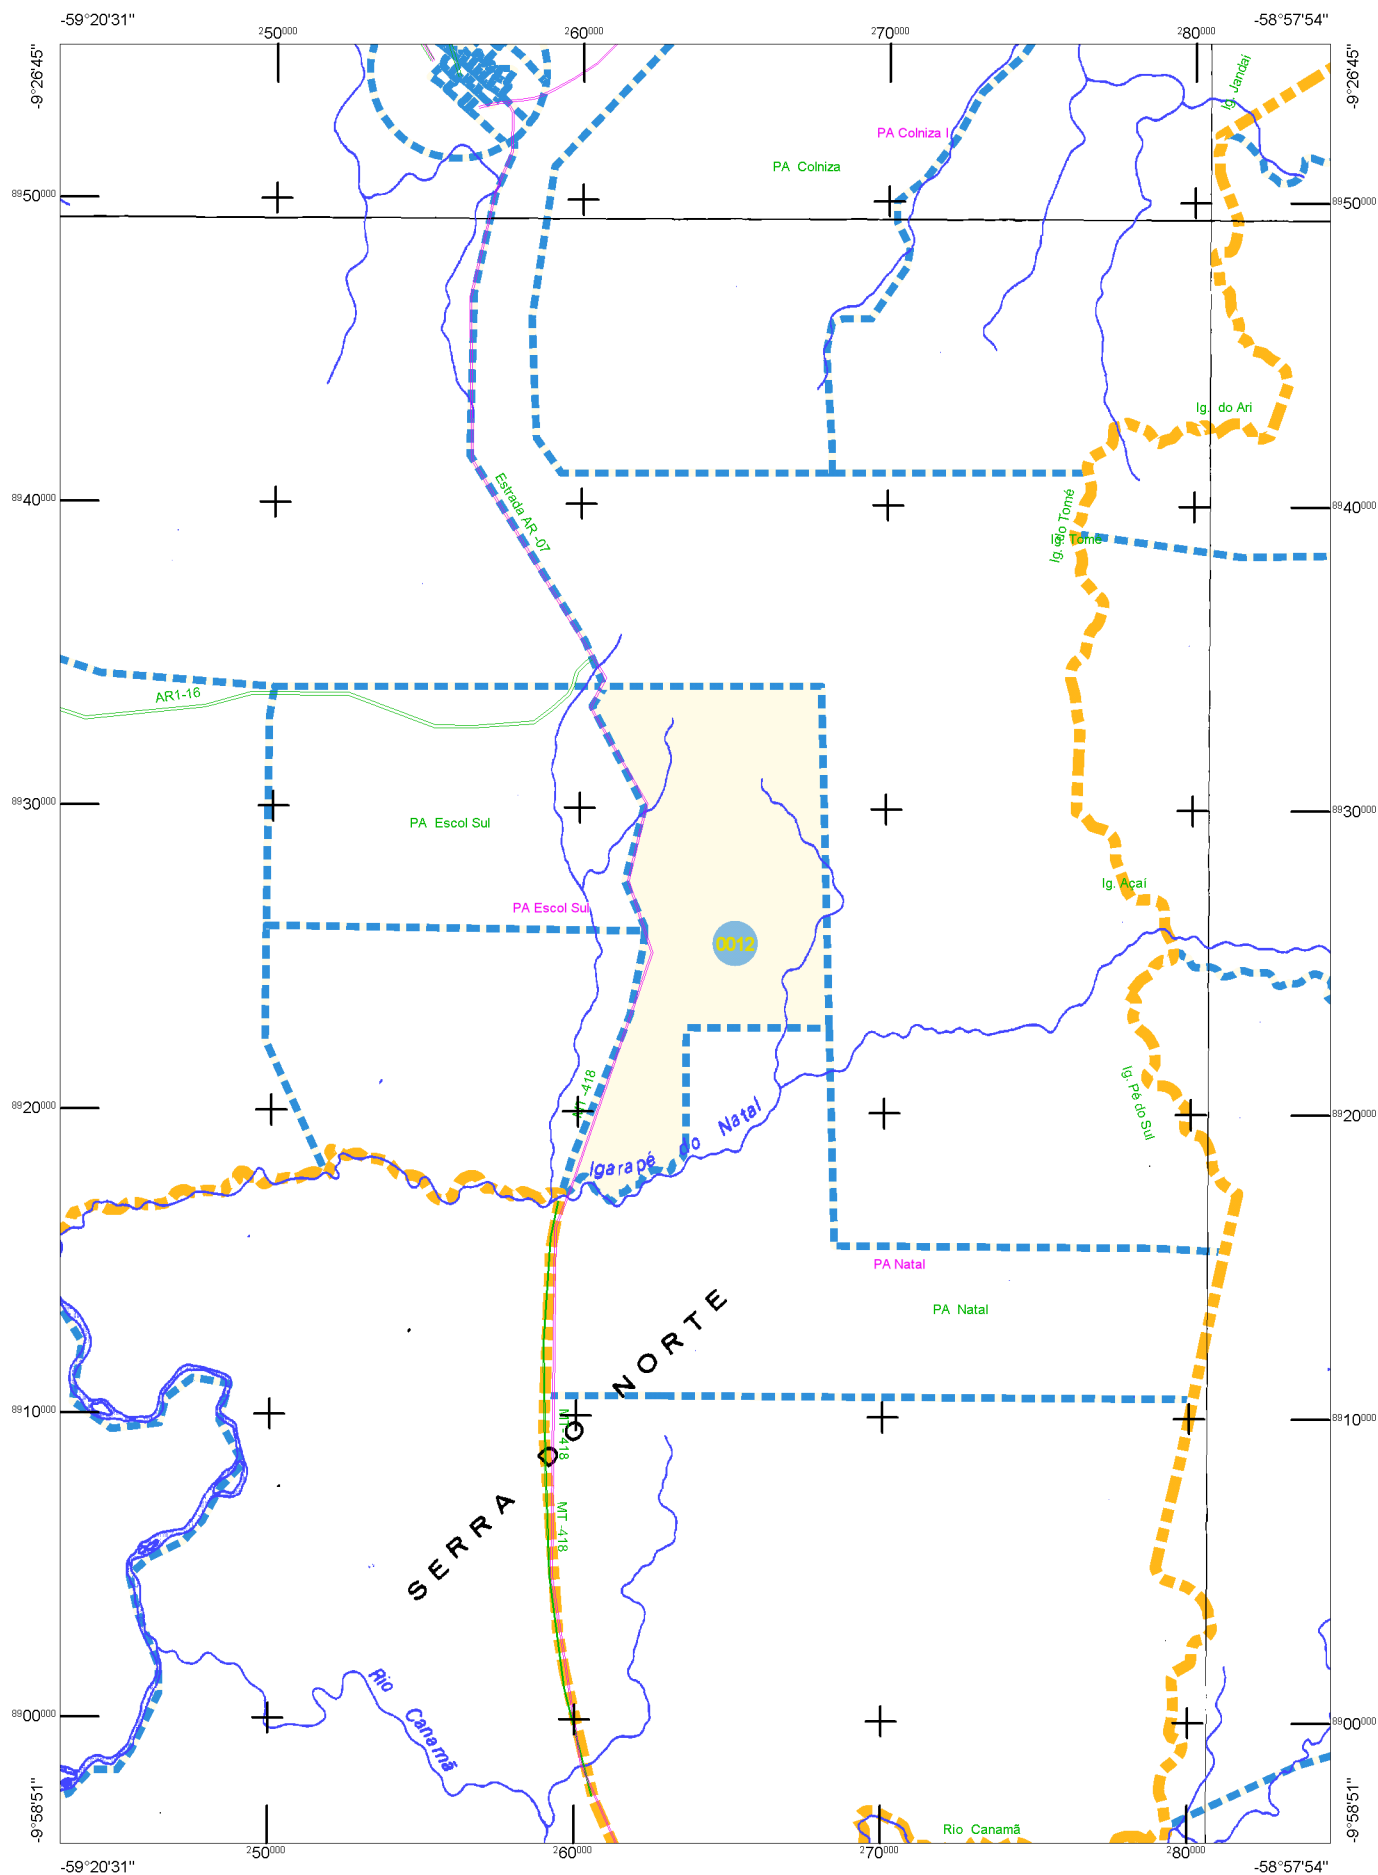 -59°20'31"
-58°57'54"
250000
260000
270000
280000
-9°26'45"
-9°26'45"
Ig. Jandaí
PA Colniza I
PA Colniza
8950000
8950000
Ig. do Ari
Estrada AR -07
Ig. do Tomé
8940000
8940000
Ig. Tomé
AR1-16
8930000
8930000
PA Escol Sul
Ig. Açaí
PA Escol Sul
0012
MT -418
Ig. Pé do Sul
8920000
8920000
Igarapé do Natal
PA Natal
PA Natal
SERRA DO NORTE
8910000
8910000
MT -418
MT -418
Rio Canamã
8900000
8900000
-9°58'51"
-9°58'51"
Rio Canamã
250000
260000
270000
280000
-59°20'31"
-58°57'54"